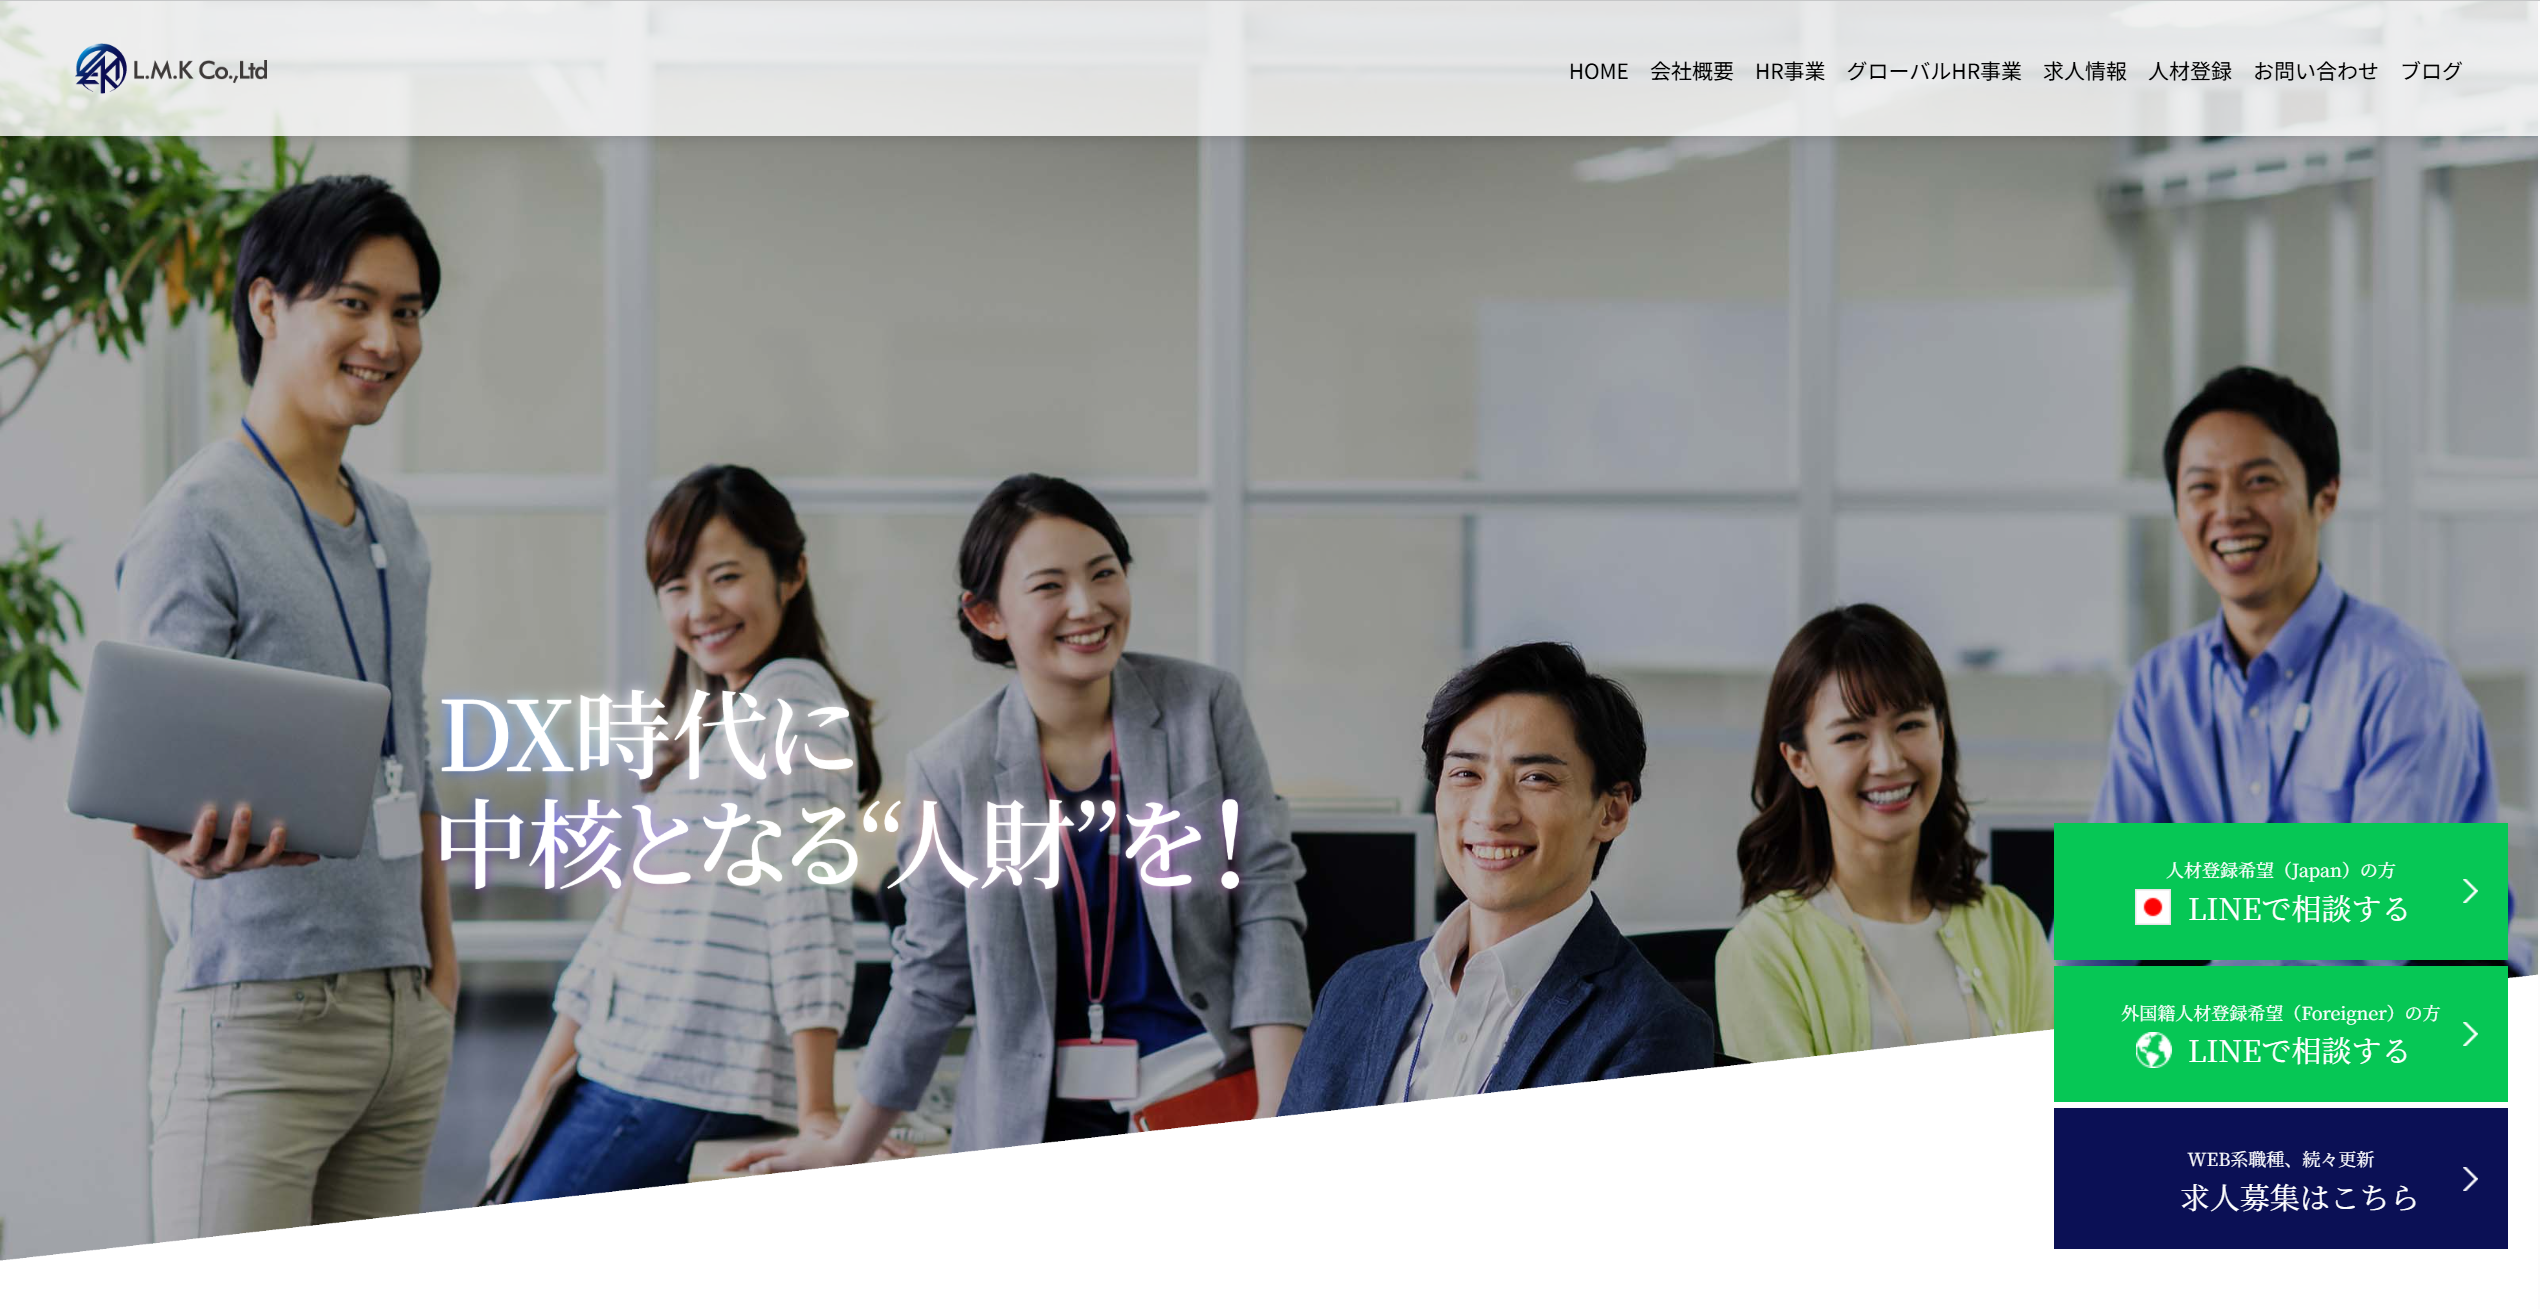 L.M.K Co.,Ltd
HOME 会社概要 HR事業 グローバルHR事業 求人情報 人材登録 お問い合わせ ブログ
DX時代に
中核となる“人財”を！
人材登録希望（Japan）の方
LINEで相談する
外国籍人材登録希望（Foreigner）の方
LINEで相談する
WEB系職種、続々更新
求人募集はこちら